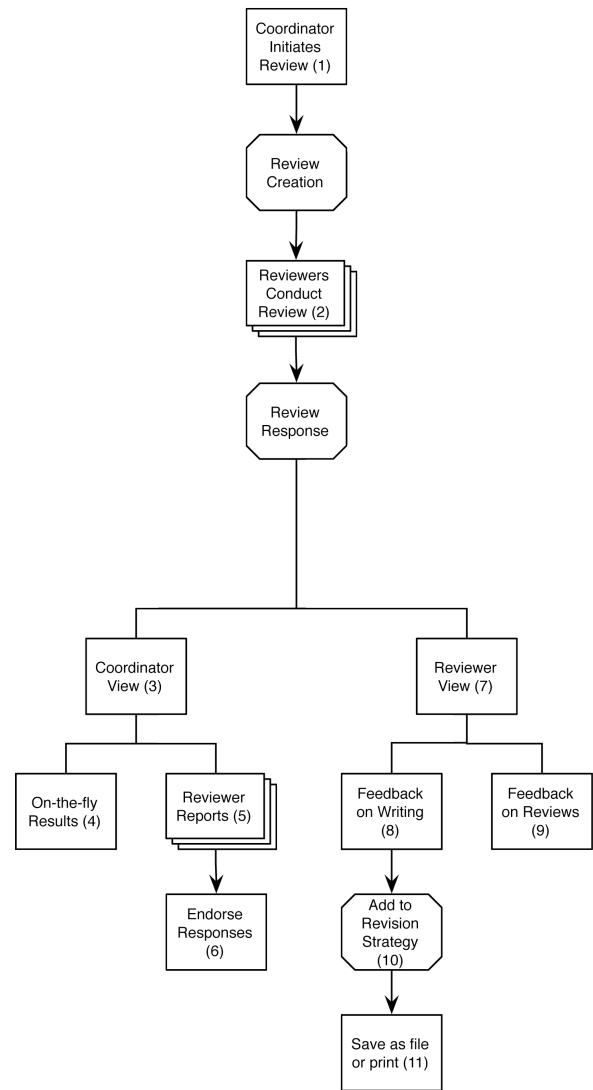 Coordinator
Initiates
Review (1)
Review
Creation
Reviewers
Conduct
Review (2)
Review
Response
Coordinator
View (3)
Reviewer
View (7)
On-the-fly
Results (4)
Reviewer
Reports (5)
Feedback
on Writing
(8)
Feedback
on Reviews
(9)
Endorse
Responses
(6)
Add to
Revision
Strategy
(10)
Save as file
or print (11)